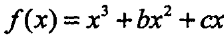 f(x) = x³ + bx² + cx